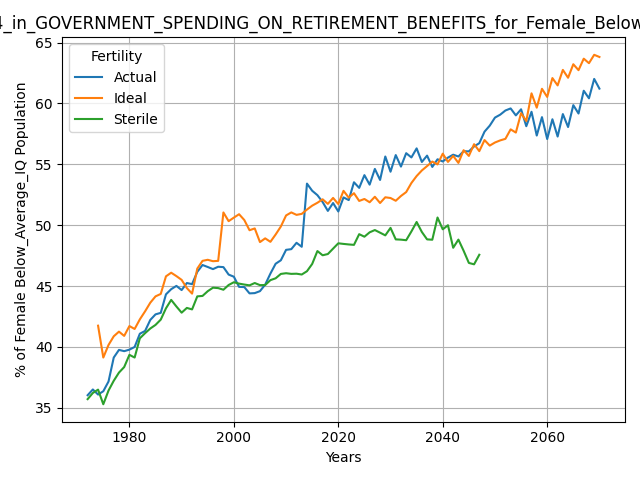 _in_GOVERNMENT_SPENDING_ON_RETIREMENT_BENEFITS_for_Female_Below
65
60
55
50
45
40
35
% of Female Below_Average_IQ Population
Fertility
Actual
Ideal
Sterile
1980
2000
2020
2040
2060
Years